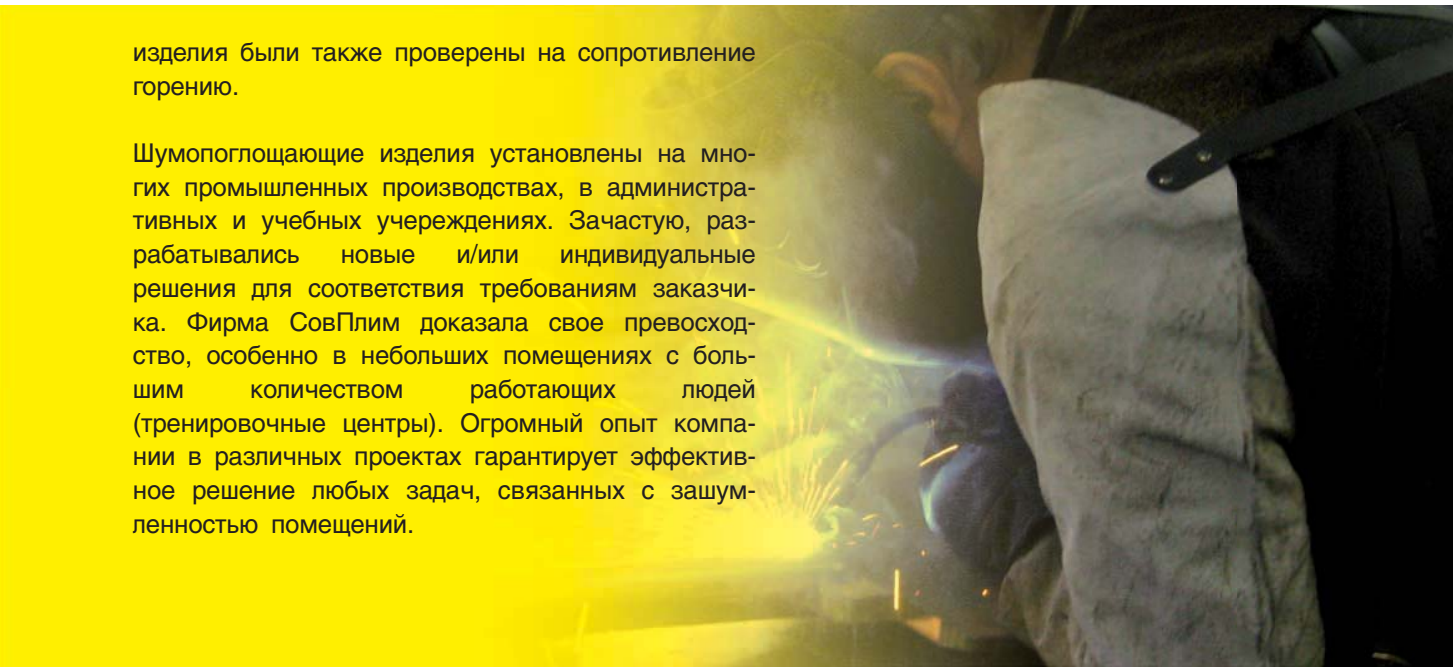 изделия были также проверены на сопротивление
горению.
Шумопоглощающие изделия установлены на мно-
гих промышленных производствах, в администра-
тивных и учебных учереждениях. Зачастую, раз-
рабатывались новые и/или индивидуальные
решения для соответствия требованиям заказчи-
ка. Фирма СовПлим доказала свое превосход-
ство, особенно в небольших помещениях с боль-
шим количеством работающих людей
(тренировочные центры). Огромный опыт компа-
нии в различных проектах гарантирует эффектив-
ное решение любых задач, связанных с зашум-
ленностью помещений.